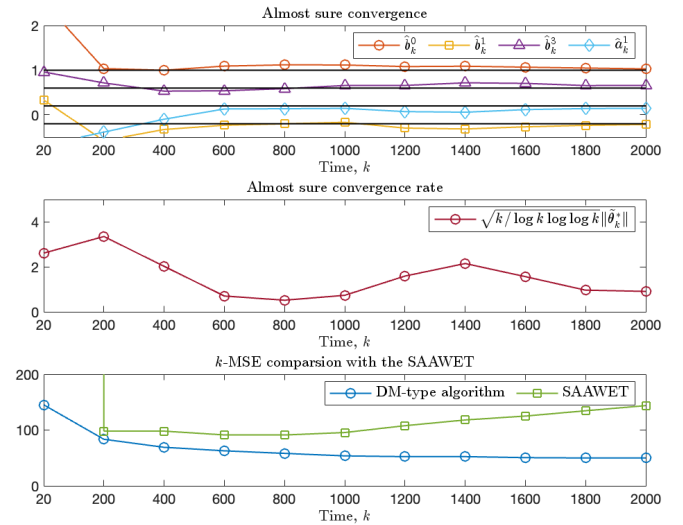 Almost sure convergence
2
1
0
b̂⁰ₖ b̂¹ₖ b̂³ₖ â¹ₖ
20 200 400 600 800 1000 1200 1400 1600 1800 2000
Time, k
Almost sure convergence rate
4
2
0
√k/ log k log log k‖θ̃*ₖ‖
20 200 400 600 800 1000 1200 1400 1600 1800 2000
Time, k
k-MSE comparsion with the SAAWET
200
100
0
DM-type algorithm SAAWET
20 200 400 600 800 1000 1200 1400 1600 1800 2000
Time, k